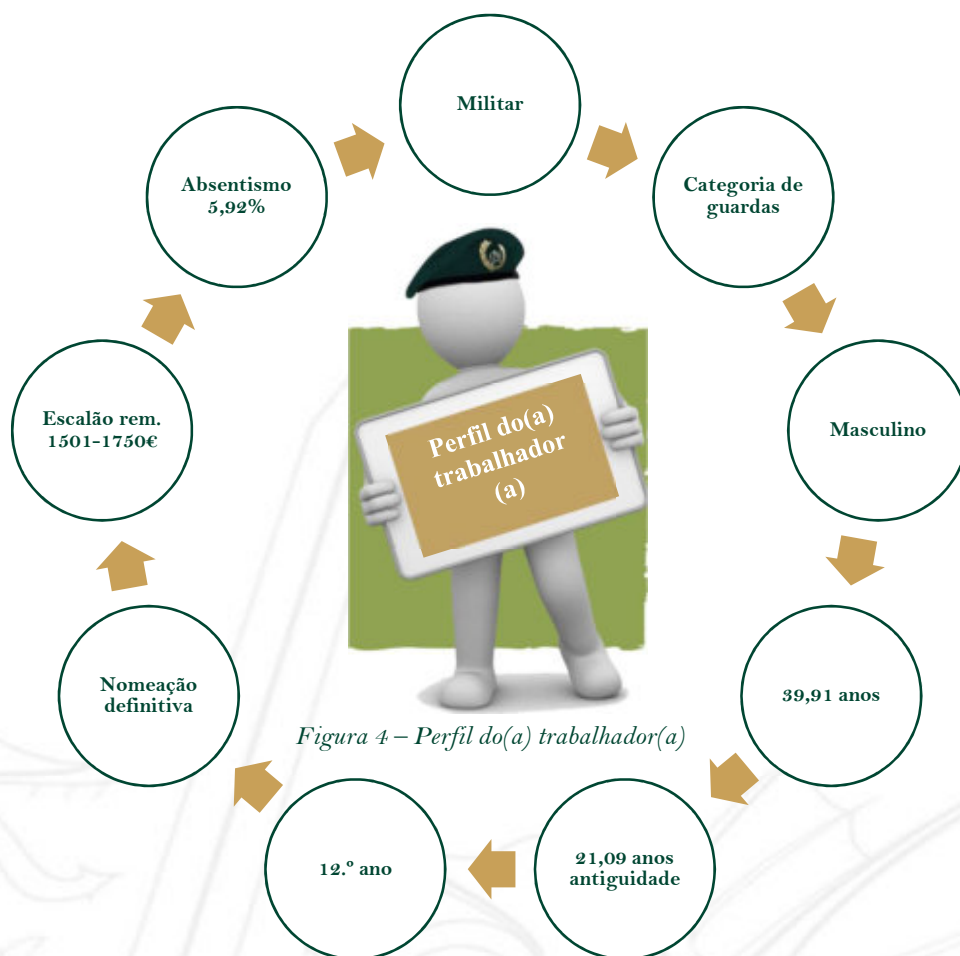 Militar
Categoria de
guardas
Masculino
39,91 anos
21,09 anos
antiguidade
12.º ano
Nomeação
definitiva
Escalão rem.
1501-1750€
Absentismo
5,92%
Perfil do(a)
trabalhador
(a)
Figura 4 – Perfil do(a) trabalhador(a)